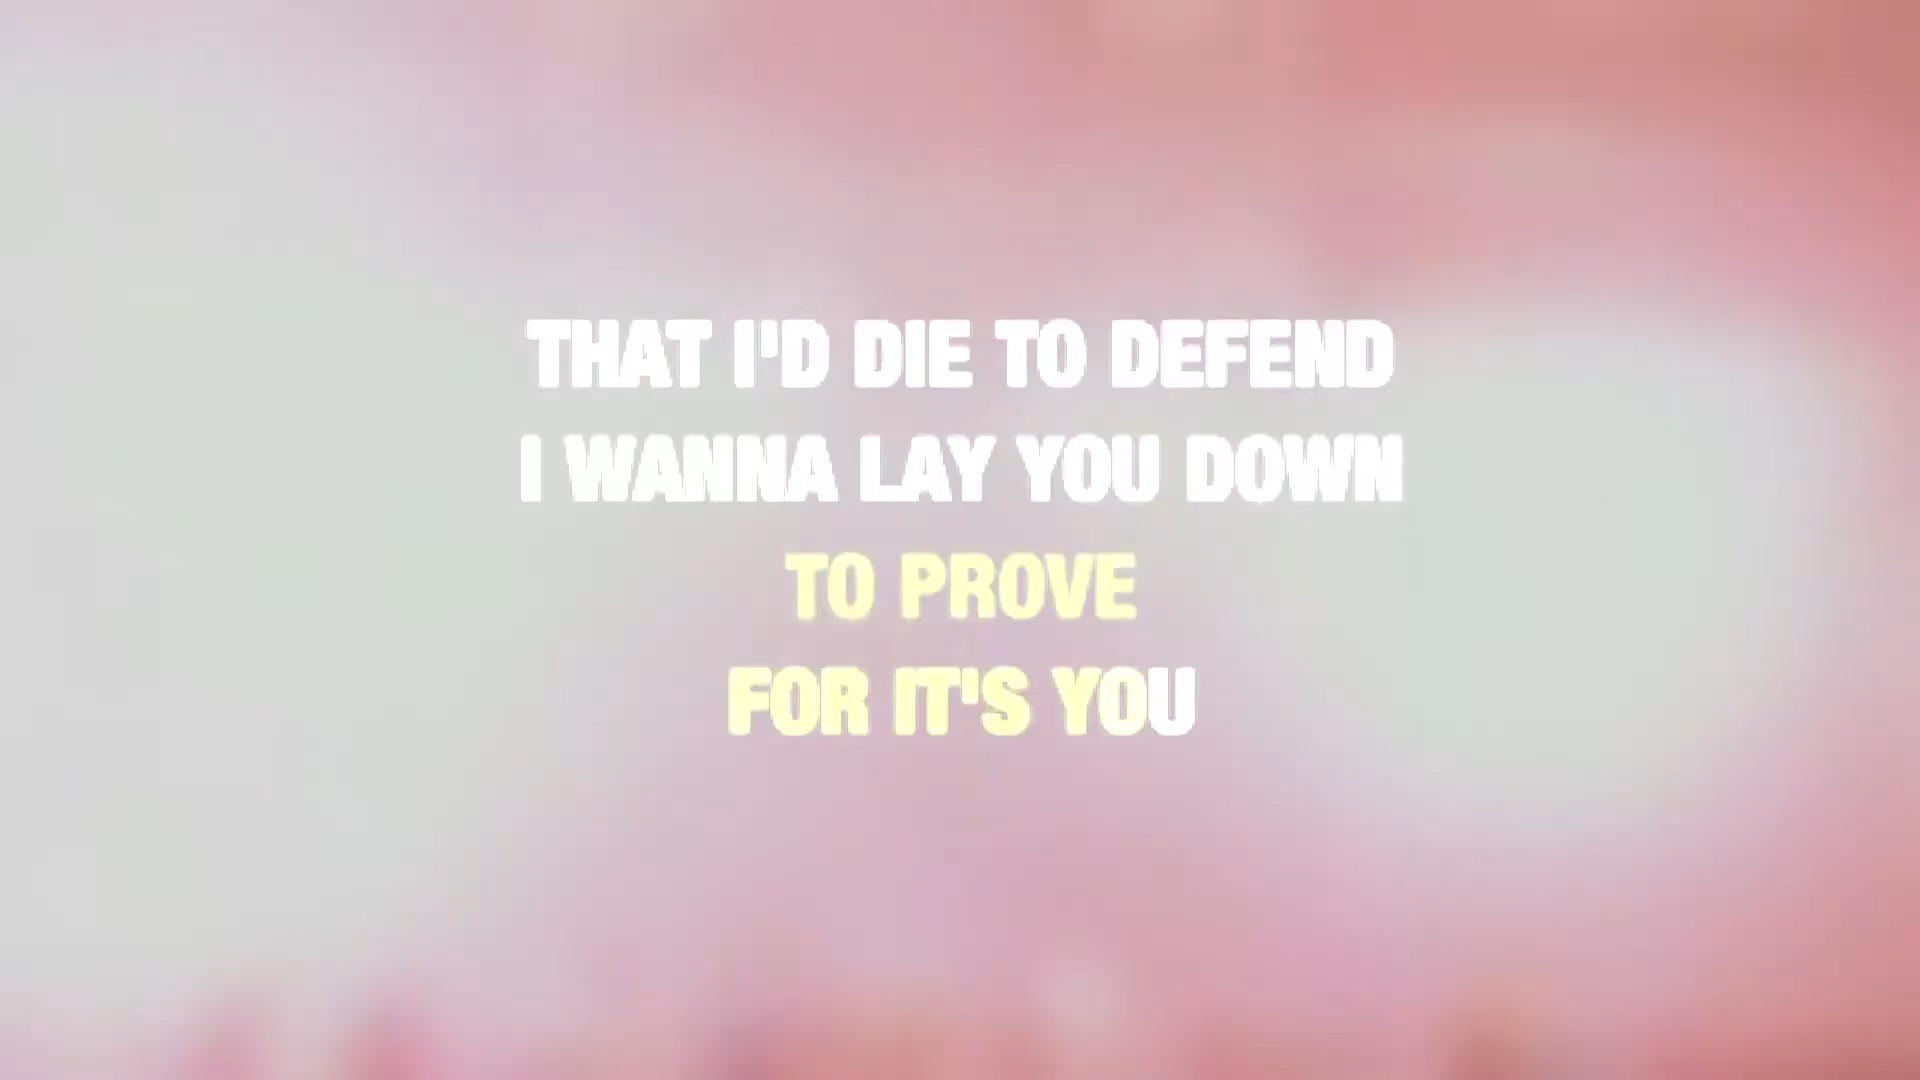 THAT I'D DIE TO DEFEND
I WANNA LAY YOU DOWN
TO PROVE
FOR IT'S YOU